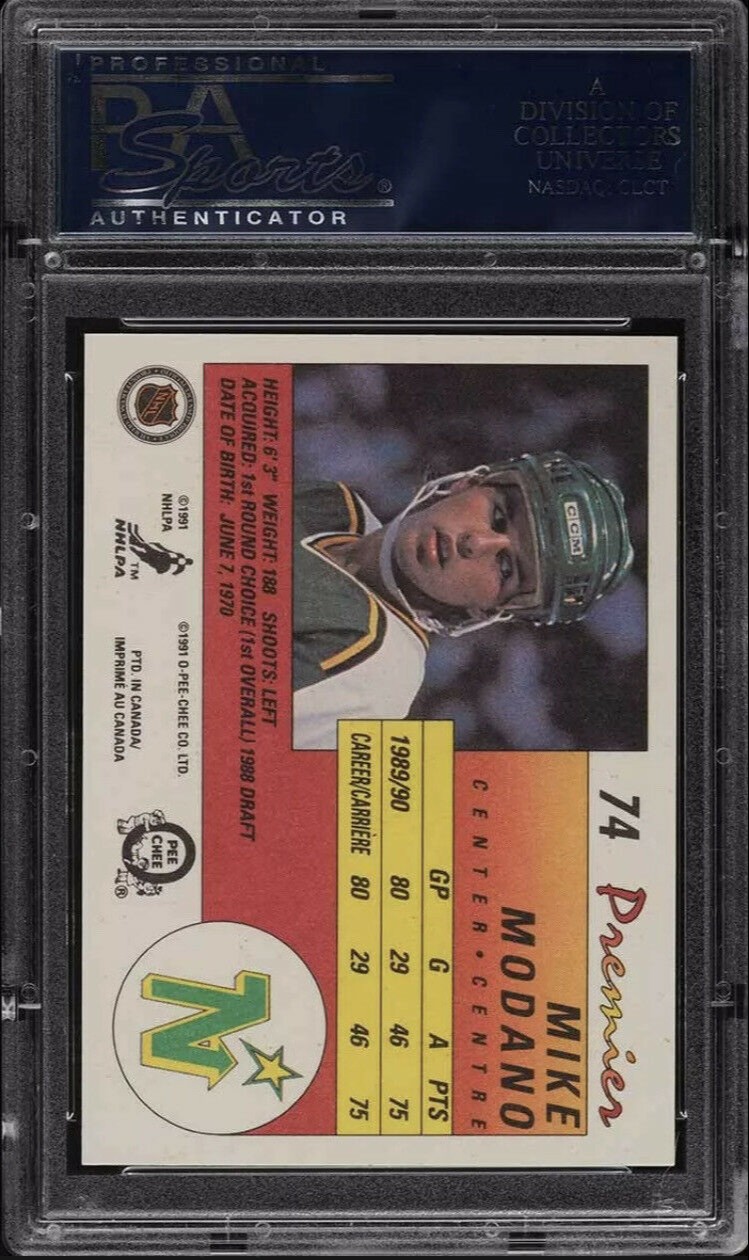 PROFESSIONAL
PSA
Sports®
AUTHENTICATOR
A
DIVISION OF
COLLECTORS
UNIVERSE
NASDAQ: CLCT
74 Premier
MIKE
MODANO
CENTER • CENTRE
GP G A PTS
1989/90 80 29 46 75
CAREER/CARRIÈRE 80 29 46 75
CCM
HEIGHT: 6' 3" WEIGHT: 188 SHOOTS: LEFT
ACQUIRED: 1st ROUND CHOICE (1st OVERALL) 1988 DRAFT
DATE OF BIRTH: JUNE 7, 1970
NHL
©1991
NHLPA
NHLPA™
©1991 O-PEE-CHEE CO. LTD.
PTD. IN CANADA/
IMPRIMÉ AU CANADA
O
PEE
CHEE
®
N